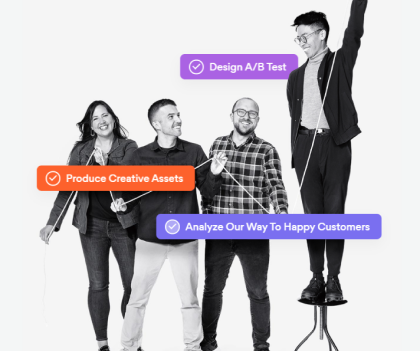 Design A/B Test
Produce Creative Assets
Analyze Our Way To Happy Customers